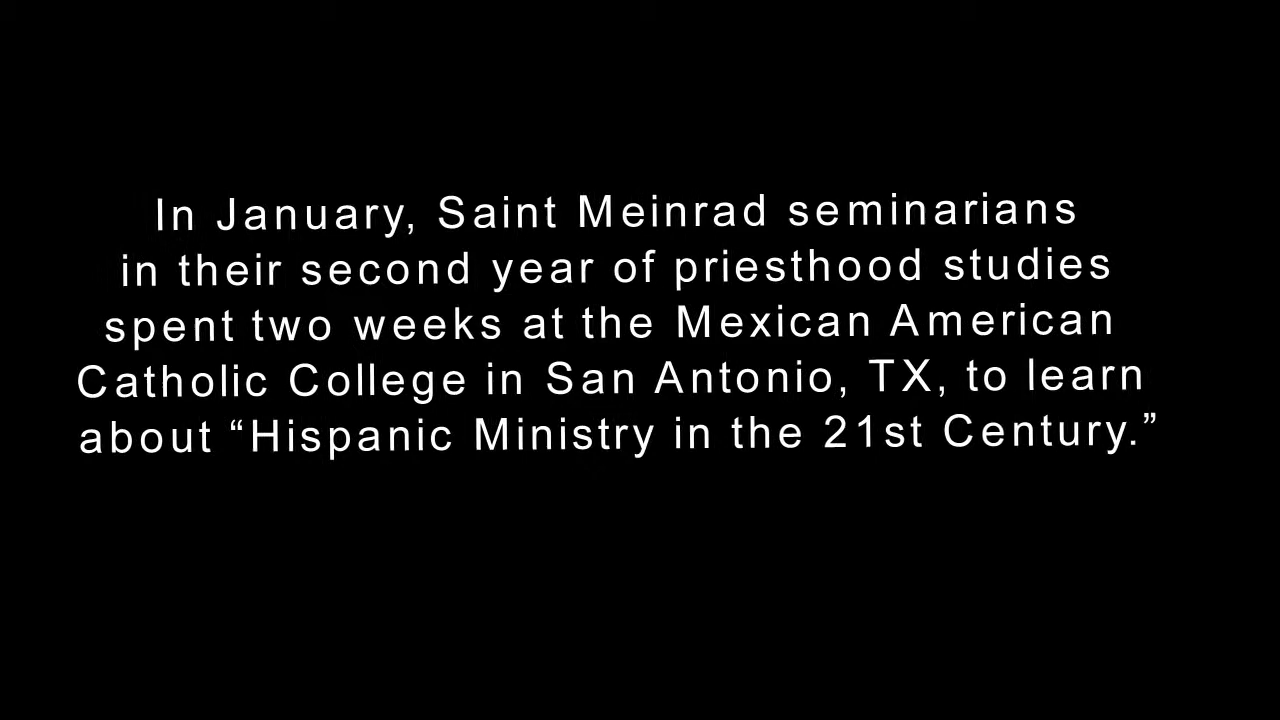 In January, Saint Meinrad seminarians
in their second year of priesthood studies
spent two weeks at the Mexican American
Catholic College in San Antonio, TX, to learn
about “Hispanic Ministry in the 21st Century.”